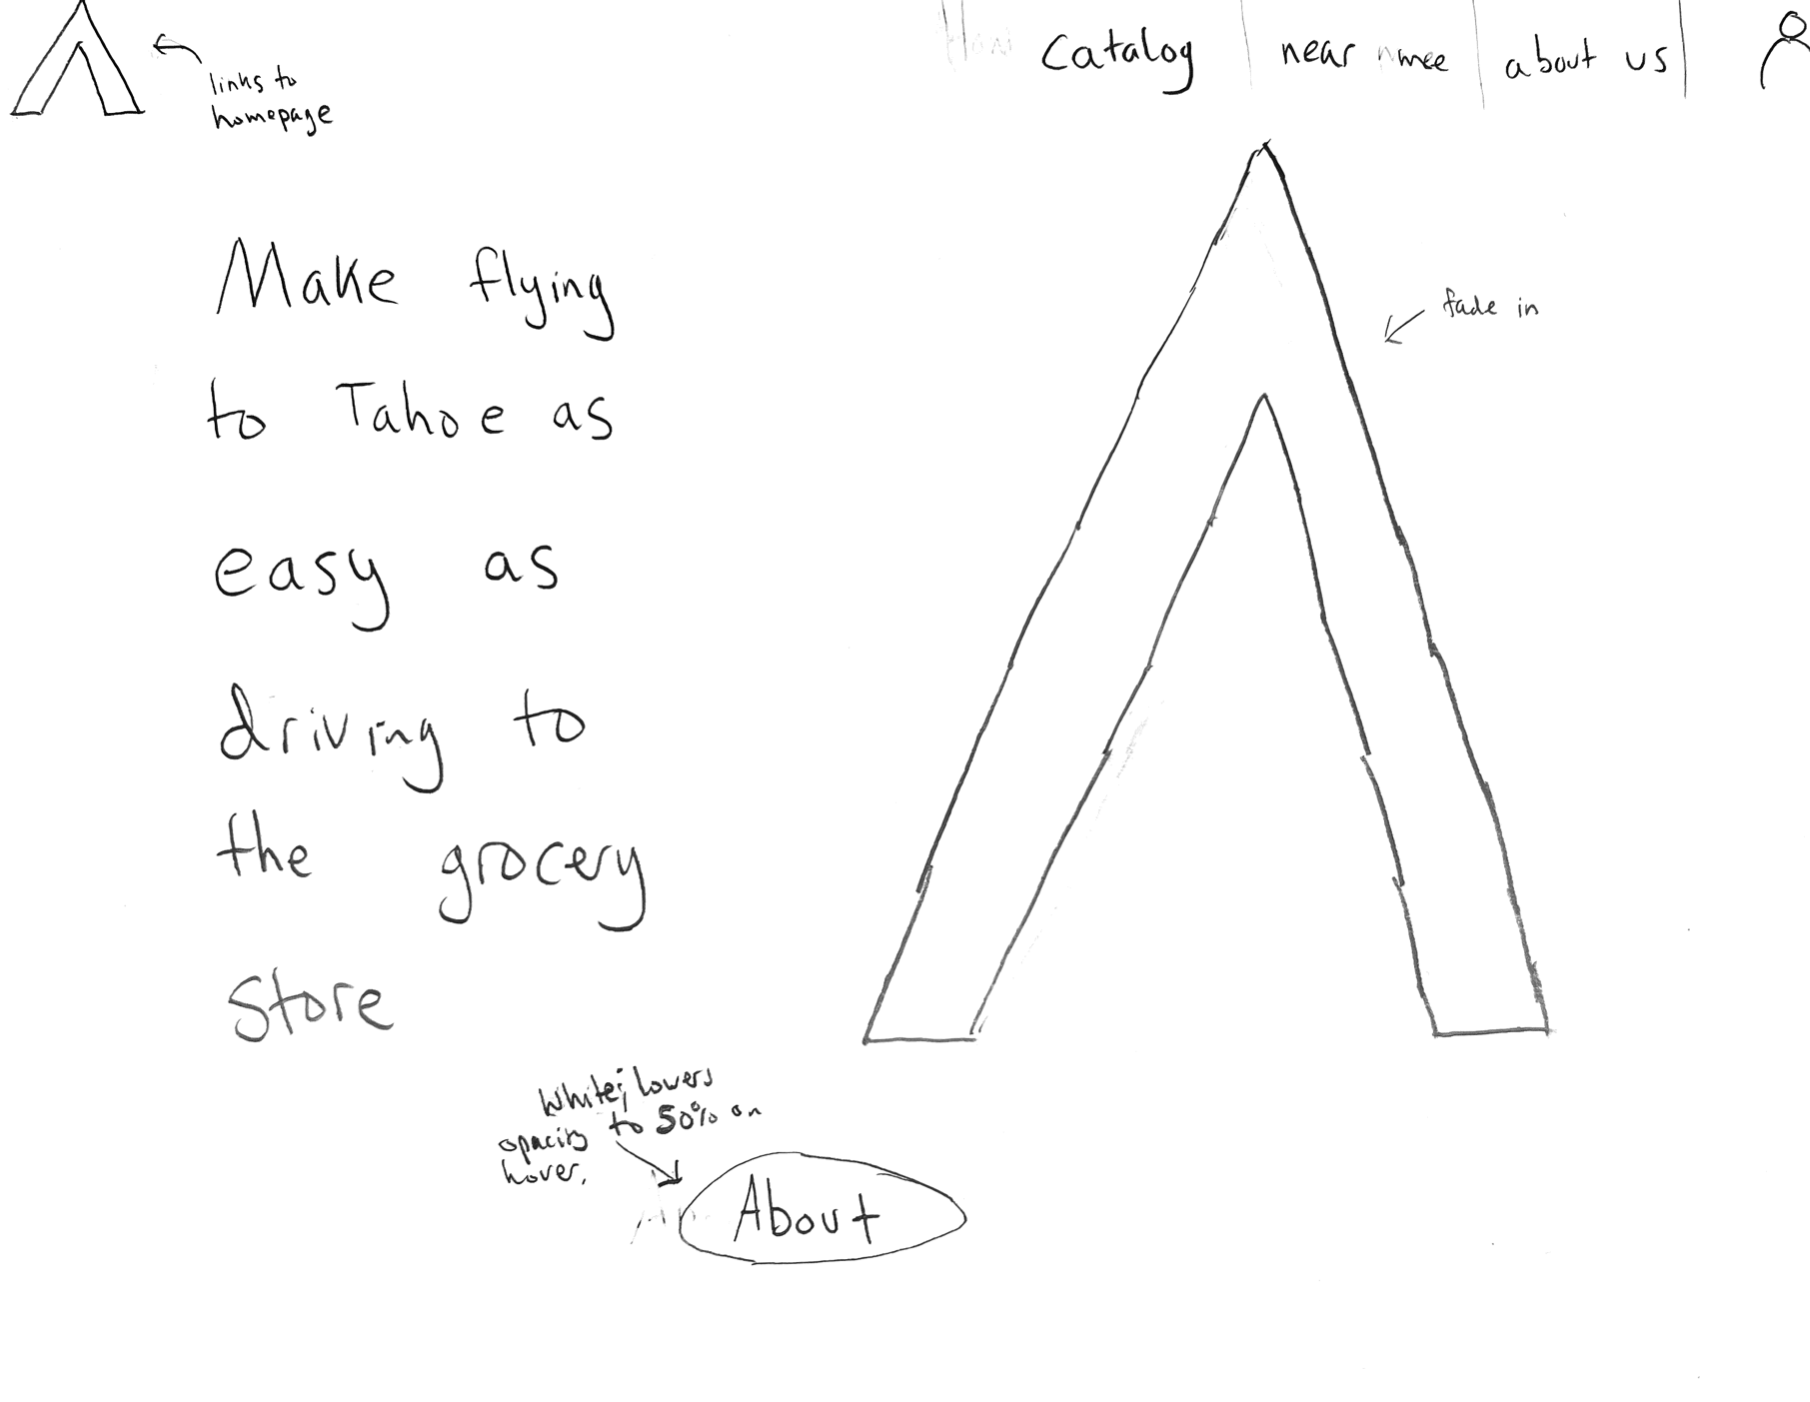 links to
homepage
Catalog
near mee
about us
Make flying
to Tahoe as
fade in
easy as
driving to
the grocery
Store
White; lowers
opacity to 50% on
hover.
About